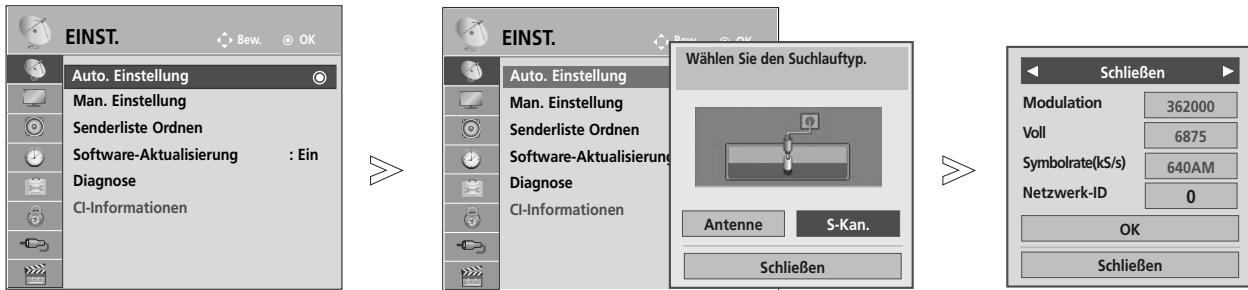 EINST.
Bew. OK
Auto. Einstellung
Man. Einstellung
Senderliste Ordnen
Software-Aktualisierung : Ein
Diagnose
CI-Informationen
EINST.
Bew. OK
Auto. Einstellung
Man. Einstellung
Senderliste Ordnen
Software-Aktualisierung
Diagnose
CI-Informationen
Wählen Sie den Suchlauftyp.
Antenne S-Kan.
Schließen
Schließen
Modulation 362000
Voll 6875
Symbolrate(kS/s) 640AM
Netzwerk-ID 0
OK
Schließen